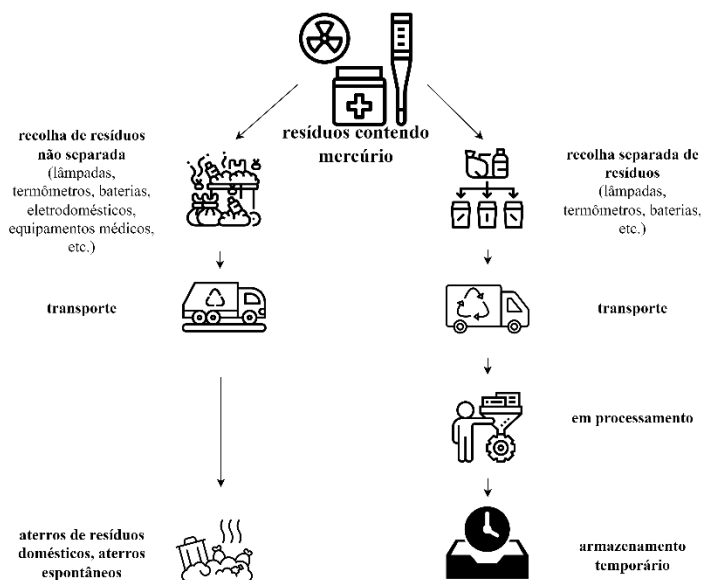 resíduos contendo
mercúrio
recolha de resíduos
não separada
(lâmpadas,
termômetros, baterias,
eletrodomésticos,
equipamentos médicos,
etc.)
recolha separada de
resíduos
(lâmpadas,
termômetros, baterias,
etc.)
transporte
transporte
em processamento
aterros de resíduos
domésticos, aterros
espontâneos
armazenamento
temporário